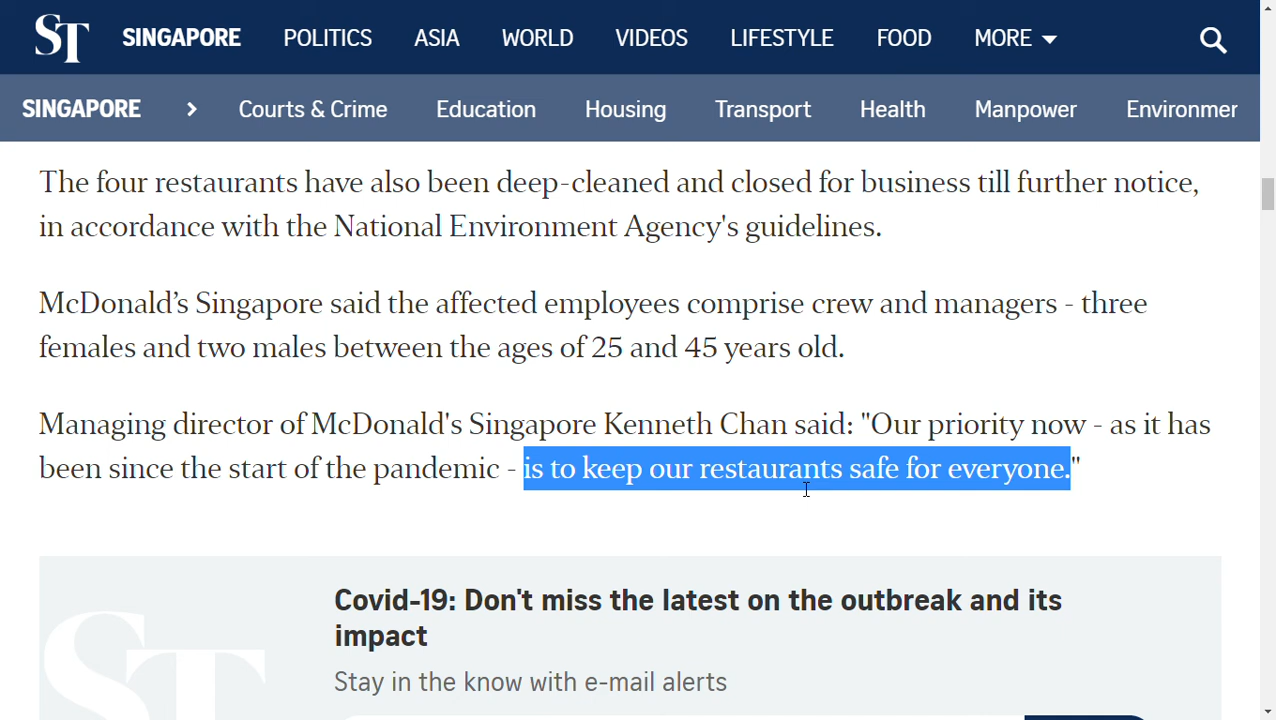 ST SINGAPORE POLITICS ASIA WORLD VIDEOS LIFESTYLE FOOD MORE
SINGAPORE > Courts & Crime Education Housing Transport Health Manpower Environmer
The four restaurants have also been deep-cleaned and closed for business till further notice,
in accordance with the National Environment Agency's guidelines.
McDonald’s Singapore said the affected employees comprise crew and managers - three
females and two males between the ages of 25 and 45 years old.
Managing director of McDonald's Singapore Kenneth Chan said: "Our priority now - as it has
been since the start of the pandemic - is to keep our restaurants safe for everyone."
ST
Covid-19: Don't miss the latest on the outbreak and its
impact
Stay in the know with e-mail alerts